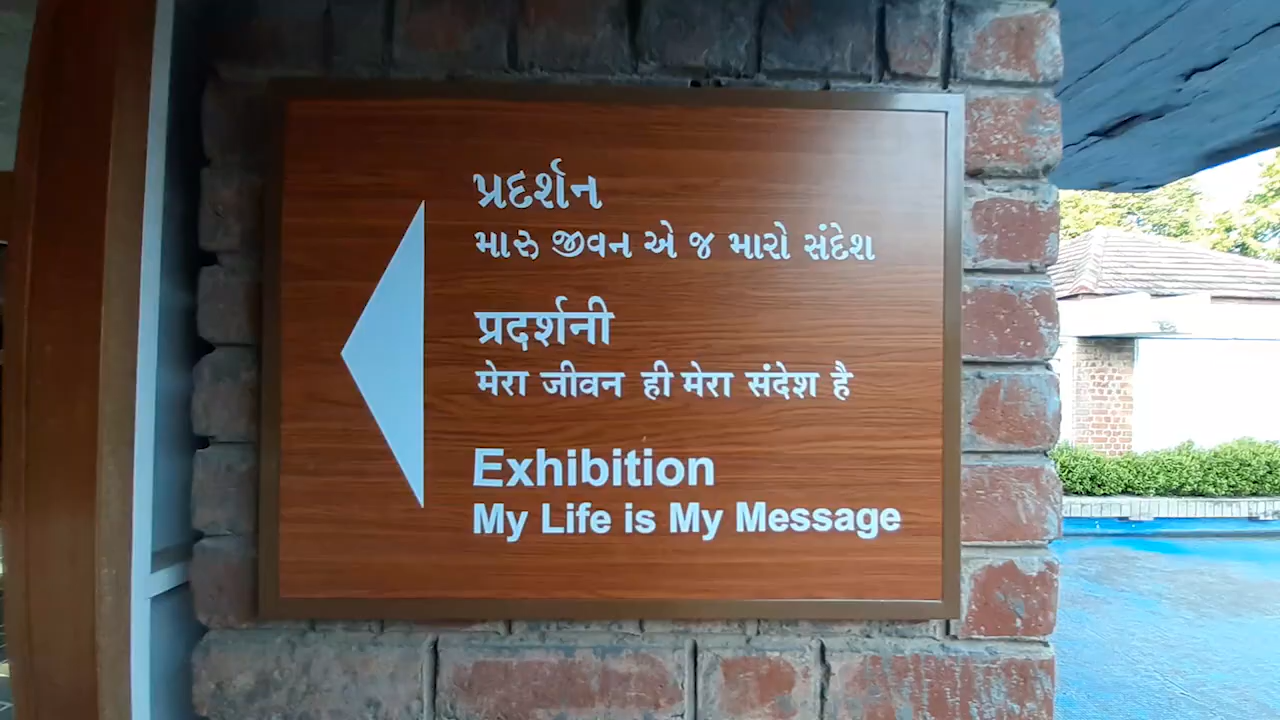 પ્રદર્શન
મારુ જીવન એ જ મારો સંદેશ
प्रदर्शनी
मेरा जीवन ही मेरा संदेश है
Exhibition
My Life is My Message